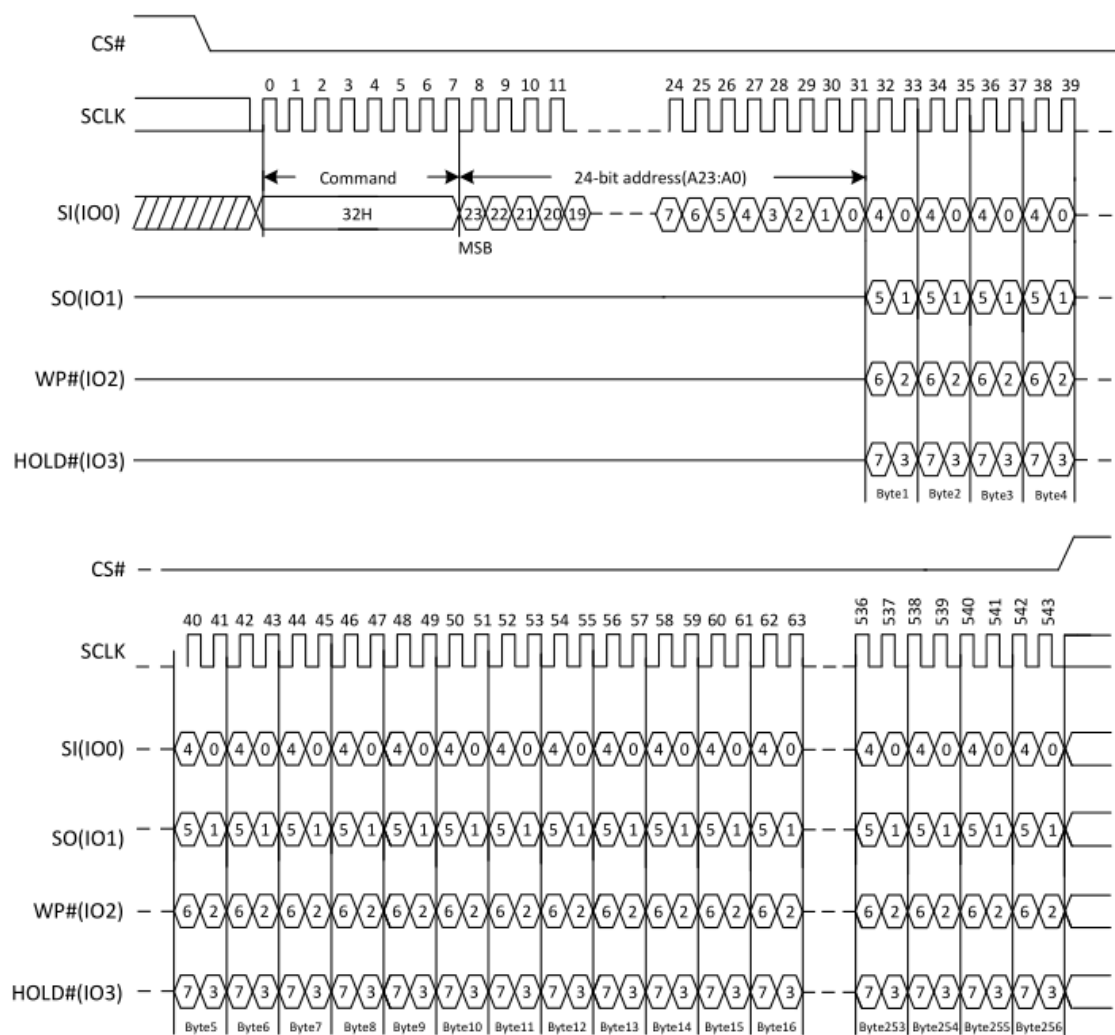 CS#
0 1 2 3 4 5 6 7 8 9 10 11 24 25 26 27 28 29 30 31 32 33 34 35 36 37 38 39
SCLK
Command 24-bit address(A23:A0)
SI(IO0) 32H 23 22 21 20 19 7 6 5 4 3 2 1 0 4 0 4 0 4 0 4 0
MSB
SO(IO1) 5 1 5 1 5 1 5 1
WP#(IO2) 6 2 6 2 6 2 6 2
HOLD#(IO3) 7 3 7 3 7 3 7 3
Byte1 Byte2 Byte3 Byte4
CS#
40 41 42 43 44 45 46 47 48 49 50 51 52 53 54 55 56 57 58 59 60 61 62 63 536 537 538 539 540 541 542 543
SCLK
SI(IO0) 4 0 4 0 4 0 4 0 4 0 4 0 4 0 4 0 4 0 4 0 4 0 4 0 4 0 4 0 4 0 4 0
SO(IO1) 5 1 5 1 5 1 5 1 5 1 5 1 5 1 5 1 5 1 5 1 5 1 5 1 5 1 5 1 5 1 5 1
WP#(IO2) 6 2 6 2 6 2 6 2 6 2 6 2 6 2 6 2 6 2 6 2 6 2 6 2 6 2 6 2 6 2 6 2
HOLD#(IO3) 7 3 7 3 7 3 7 3 7 3 7 3 7 3 7 3 7 3 7 3 7 3 7 3 7 3 7 3 7 3 7 3
Byte5 Byte6 Byte7 Byte8 Byte9 Byte10 Byte11 Byte12 Byte13 Byte14 Byte15 Byte16 Byte253 Byte254 Byte255 Byte256